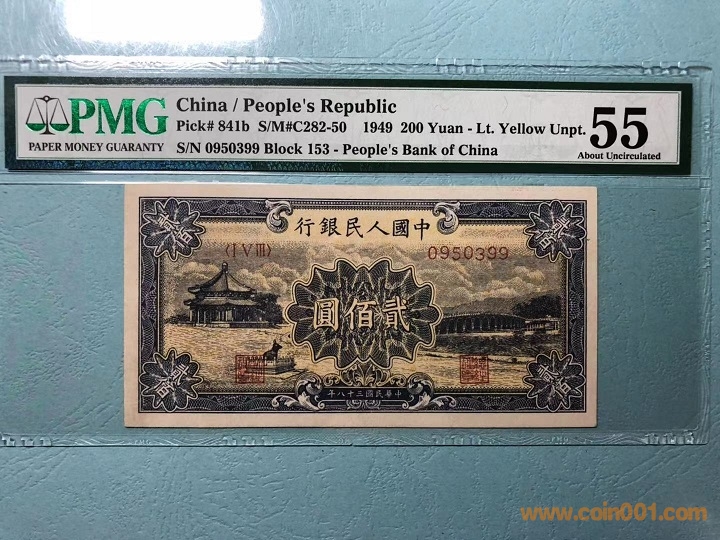 PMG
PAPER MONEY GUARANTY
China / People's Republic
Pick# 841b S/M#C282-50 1949 200 Yuan - Lt. Yellow Unpt.
S/N 0950399 Block 153 - People's Bank of China
55
About Uncirculated
行銀民人國中
〈I V III〉
0950399
圓佰貳
年八十三國民華中
www.coin001.com